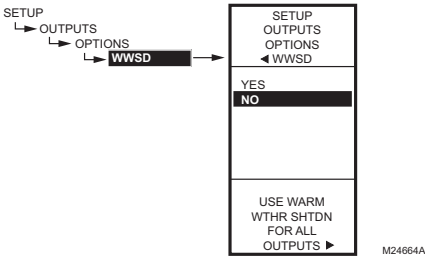 SETUP
OUTPUTS
OPTIONS
WWSD
SETUP
OUTPUTS
OPTIONS
◄ WWSD
YES
NO
USE WARM
WTHR SHTDN
FOR ALL
OUTPUTS ►
M24664A